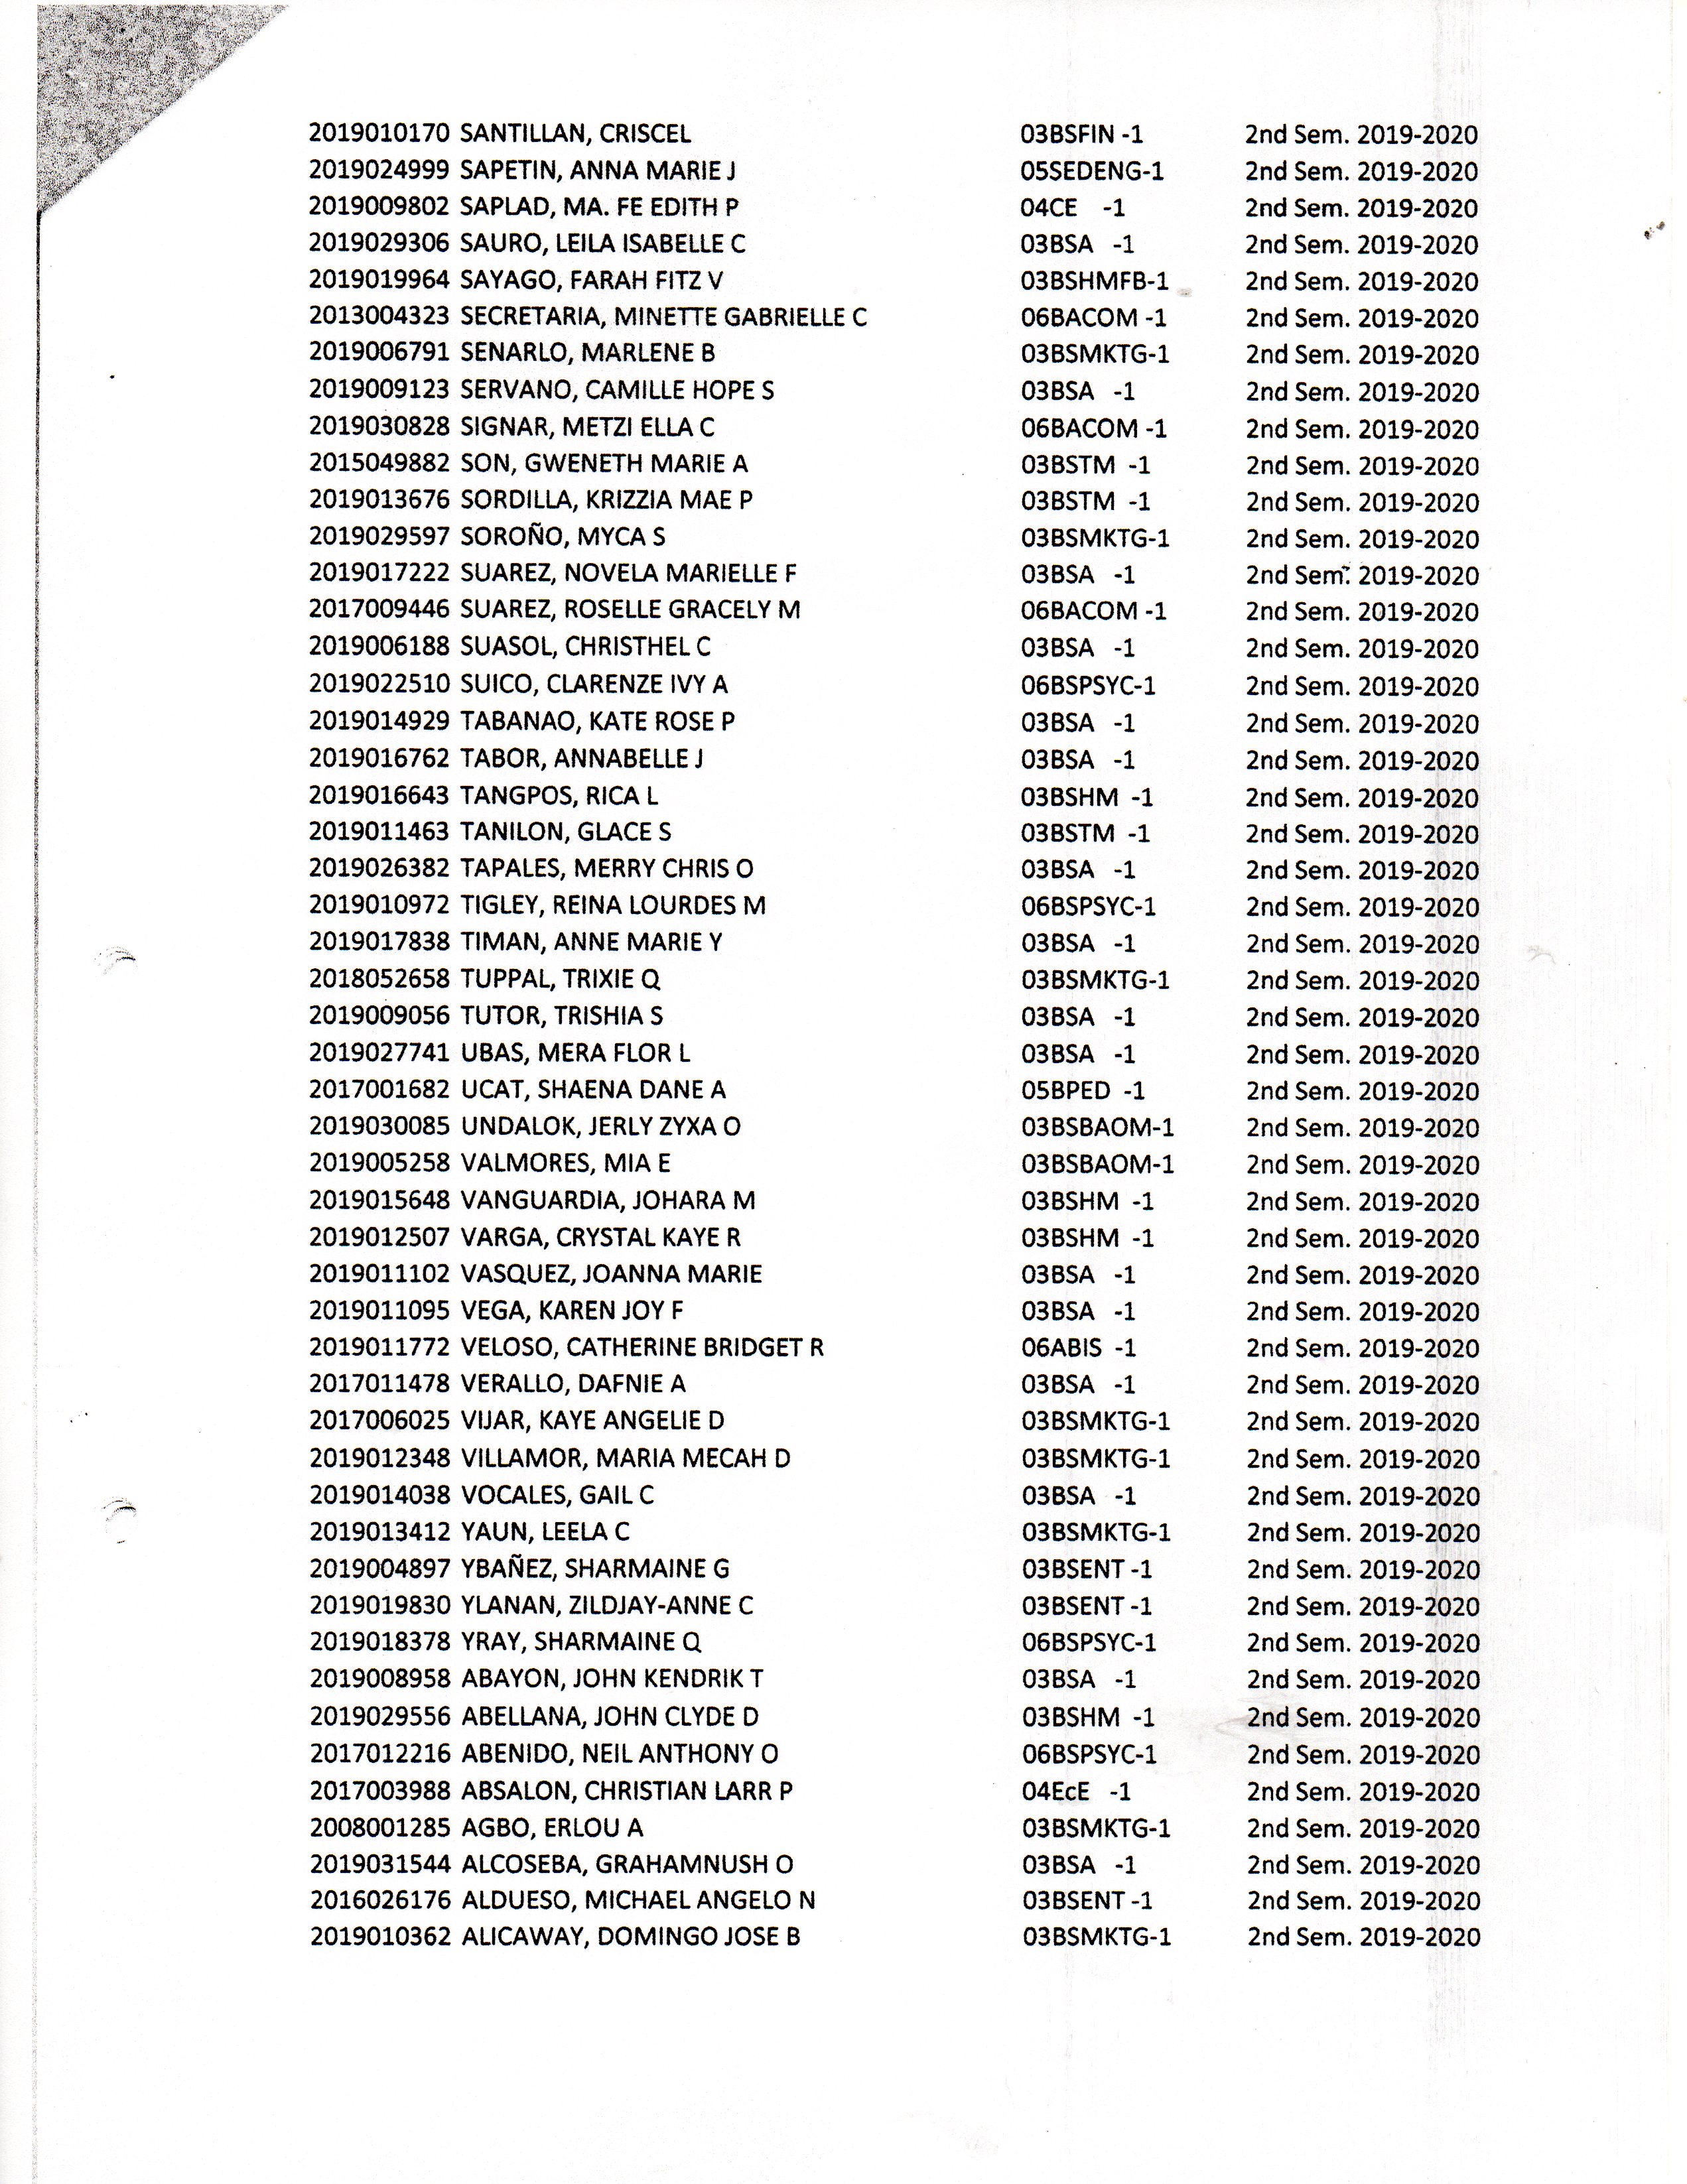 2019010170 SANTILLAN, CRISCEL 03BSFIN -1 2nd Sem. 2019-2020
2019024999 SAPETIN, ANNA MARIE J 05SEDENG-1 2nd Sem. 2019-2020
2019009802 SAPLAD, MA. FE EDITH P 04CE -1 2nd Sem. 2019-2020
2019029306 SAURO, LEILA ISABELLE C 03BSA -1 2nd Sem. 2019-2020
2019019964 SAYAGO, FARAH FITZ V 03BSHMFB-1 2nd Sem. 2019-2020
2013004323 SECRETARIA, MINETTE GABRIELLE C 06BACOM -1 2nd Sem. 2019-2020
2019006791 SENARLO, MARLENE B 03BSMKTG-1 2nd Sem. 2019-2020
2019009123 SERVANO, CAMILLE HOPE S 03BSA -1 2nd Sem. 2019-2020
2019030828 SIGNAR, METZI ELLA C 06BACOM -1 2nd Sem. 2019-2020
2015049882 SON, GWENETH MARIE A 03BSTM -1 2nd Sem. 2019-2020
2019013676 SORDILLA, KRIZZIA MAE P 03BSTM -1 2nd Sem. 2019-2020
2019029597 SOROÑO, MYCA S 03BSMKTG-1 2nd Sem. 2019-2020
2019017222 SUAREZ, NOVELA MARIELLE F 03BSA -1 2nd Sem. 2019-2020
2017009446 SUAREZ, ROSELLE GRACELY M 06BACOM -1 2nd Sem. 2019-2020
2019006188 SUASOL, CHRISTHEL C 03BSA -1 2nd Sem. 2019-2020
2019022510 SUICO, CLARENZE IVY A 06BSPSYC-1 2nd Sem. 2019-2020
2019014929 TABANAO, KATE ROSE P 03BSA -1 2nd Sem. 2019-2020
2019016762 TABOR, ANNABELLE J 03BSA -1 2nd Sem. 2019-2020
2019016643 TANGPOS, RICA L 03BSHM -1 2nd Sem. 2019-2020
2019011463 TANILON, GLACE S 03BSTM -1 2nd Sem. 2019-2020
2019026382 TAPALES, MERRY CHRIS O 03BSA -1 2nd Sem. 2019-2020
2019010972 TIGLEY, REINA LOURDES M 06BSPSYC-1 2nd Sem. 2019-2020
2019017838 TIMAN, ANNE MARIE Y 03BSA -1 2nd Sem. 2019-2020
2018052658 TUPPAL, TRIXIE Q 03BSMKTG-1 2nd Sem. 2019-2020
2019009056 TUTOR, TRISHIA S 03BSA -1 2nd Sem. 2019-2020
2019027741 UBAS, MERA FLOR L 03BSA -1 2nd Sem. 2019-2020
2017001682 UCAT, SHAENA DANE A 05BPED -1 2nd Sem. 2019-2020
2019030085 UNDALOK, JERLY ZYXA O 03BSBAOM-1 2nd Sem. 2019-2020
2019005258 VALMORES, MIA E 03BSBAOM-1 2nd Sem. 2019-2020
2019015648 VANGUARDIA, JOHARA M 03BSHM -1 2nd Sem. 2019-2020
2019012507 VARGA, CRYSTAL KAYE R 03BSHM -1 2nd Sem. 2019-2020
2019011102 VASQUEZ, JOANNA MARIE 03BSA -1 2nd Sem. 2019-2020
2019011095 VEGA, KAREN JOY F 03BSA -1 2nd Sem. 2019-2020
2019011772 VELOSO, CATHERINE BRIDGET R 06ABIS -1 2nd Sem. 2019-2020
2017011478 VERALLO, DAFNIE A 03BSA -1 2nd Sem. 2019-2020
2017006025 VIJAR, KAYE ANGELIE D 03BSMKTG-1 2nd Sem. 2019-2020
2019012348 VILLAMOR, MARIA MECAH D 03BSMKTG-1 2nd Sem. 2019-2020
2019014038 VOCALES, GAIL C 03BSA -1 2nd Sem. 2019-2020
2019013412 YAUN, LEELA C 03BSMKTG-1 2nd Sem. 2019-2020
2019004897 YBAÑEZ, SHARMAINE G 03BSENT -1 2nd Sem. 2019-2020
2019019830 YLANAN, ZILDJAY-ANNE C 03BSENT -1 2nd Sem. 2019-2020
2019018378 YRAY, SHARMAINE Q 06BSPSYC-1 2nd Sem. 2019-2020
2019008958 ABAYON, JOHN KENDRIK T 03BSA -1 2nd Sem. 2019-2020
2019029556 ABELLANA, JOHN CLYDE D 03BSHM -1 2nd Sem. 2019-2020
2017012216 ABENIDO, NEIL ANTHONY O 06BSPSYC-1 2nd Sem. 2019-2020
2017003988 ABSALON, CHRISTIAN LARR P 04EcE -1 2nd Sem. 2019-2020
2008001285 AGBO, ERLOU A 03BSMKTG-1 2nd Sem. 2019-2020
2019031544 ALCOSEBA, GRAHAMNUSH O 03BSA -1 2nd Sem. 2019-2020
2016026176 ALDUESO, MICHAEL ANGELO N 03BSENT -1 2nd Sem. 2019-2020
2019010362 ALICAWAY, DOMINGO JOSE B 03BSMKTG-1 2nd Sem. 2019-2020